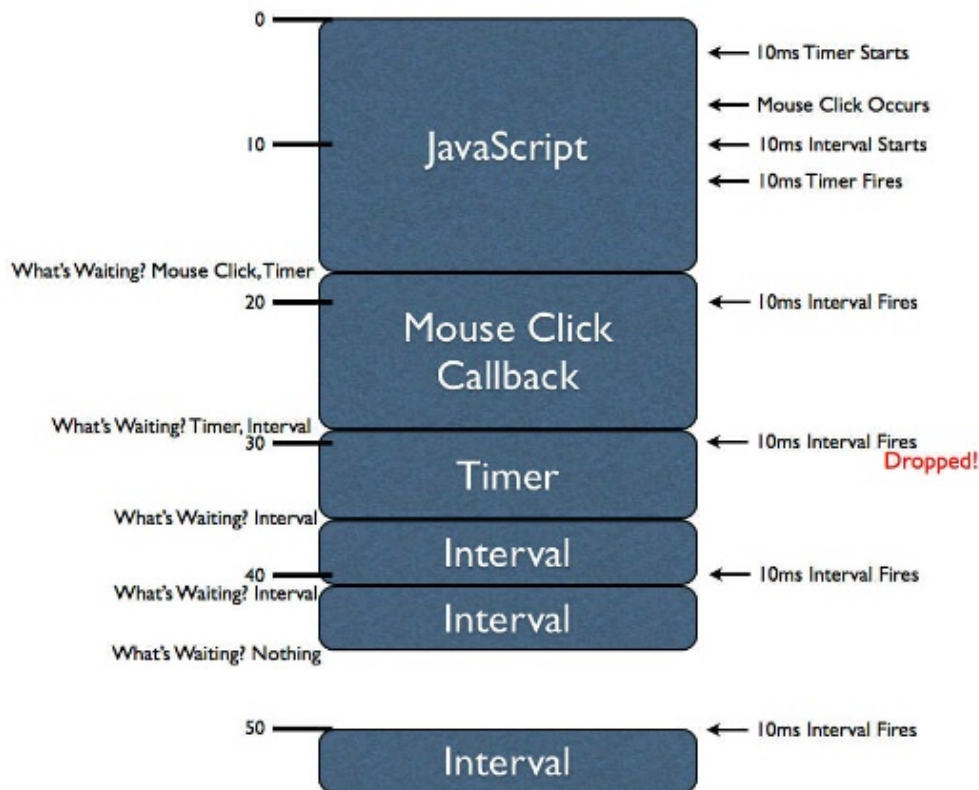 0
10ms Timer Starts
Mouse Click Occurs
10
JavaScript
10ms Interval Starts
10ms Timer Fires
What's Waiting? Mouse Click, Timer
20
10ms Interval Fires
Mouse Click
Callback
What's Waiting? Timer, Interval
30
10ms Interval Fires
Dropped!
Timer
What's Waiting? Interval
Interval
40
10ms Interval Fires
What's Waiting? Interval
Interval
What's Waiting? Nothing
50
10ms Interval Fires
Interval